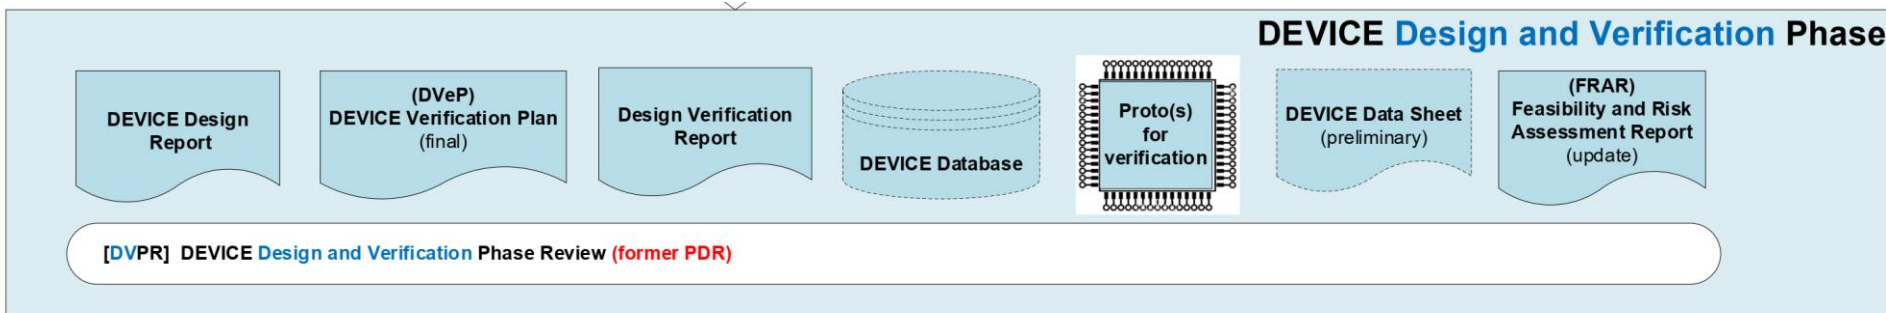 DEVICE Design and Verification Phase
DEVICE Design
Report
(DVeP)
DEVICE Verification Plan
(final)
Design Verification
Report
DEVICE Database
Proto(s)
for
verification
DEVICE Data Sheet
(preliminary)
(FRAR)
Feasibility and Risk
Assessment Report
(update)
[DVPR] DEVICE Design and Verification Phase Review (former PDR)